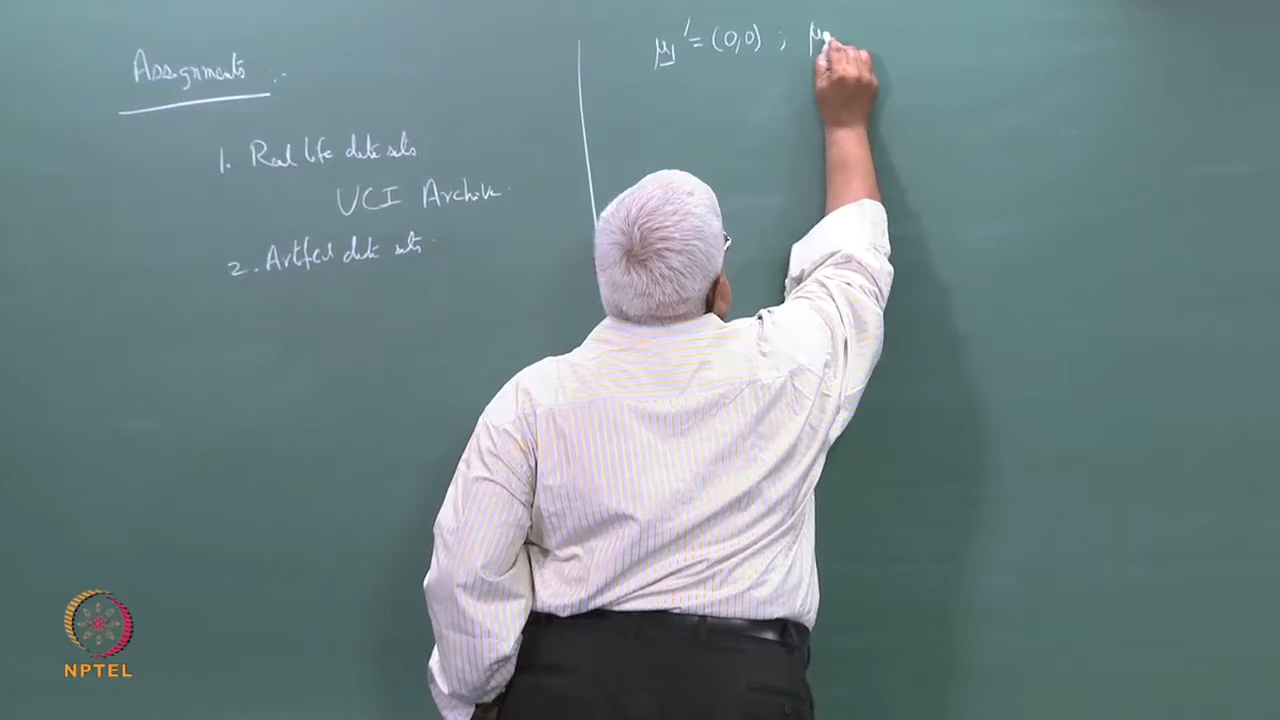 Assignments :-
1. Real life data sets
UCI Archive
2. Artificial data sets
μ₁' = (0,0) ; μ
NPTEL